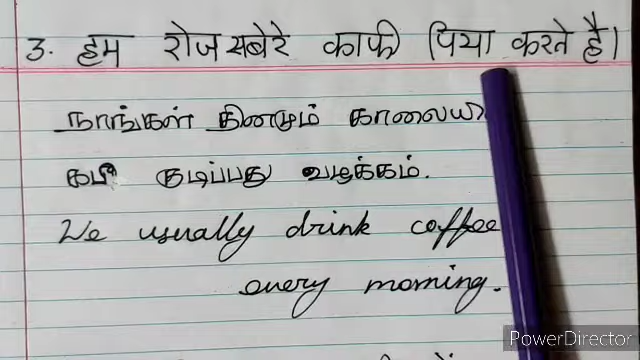 3. हम रोज सबेरे काफी पिया करते है।
நாங்கள் தினமும் காலையி
குடிப்பது வழக்கம்.
We usually drink coffee
every morning.
PowerDirector